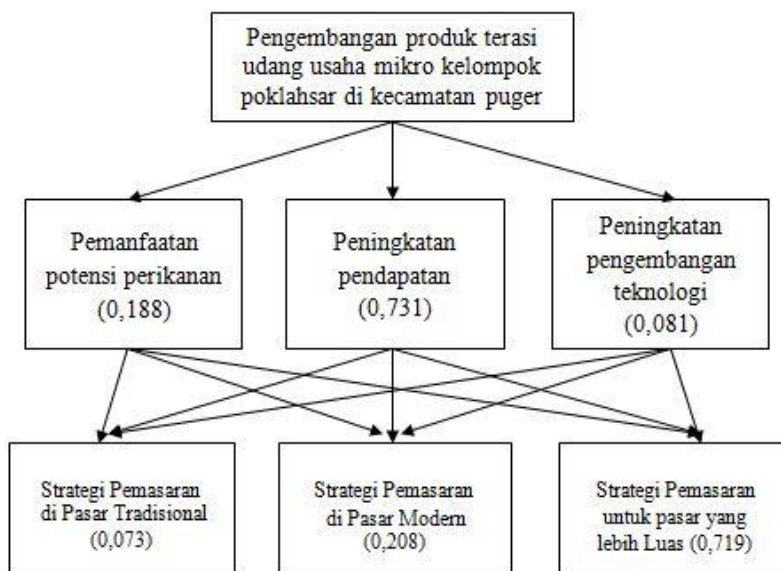 Pengembangan produk terasi
udang usaha mikro kelompok
poklahsar di kecamatan puger
Pemanfaatan
potensi perikanan
(0,188)
Peningkatan
pendapatan
(0,731)
Peningkatan
pengembangan
teknologi
(0,081)
Strategi Pemasaran
di Pasar Tradisional
(0,073)
Strategi Pemasaran
di Pasar Modern
(0,208)
Strategi Pemasaran
untuk pasar yang
lebih Luas (0,719)